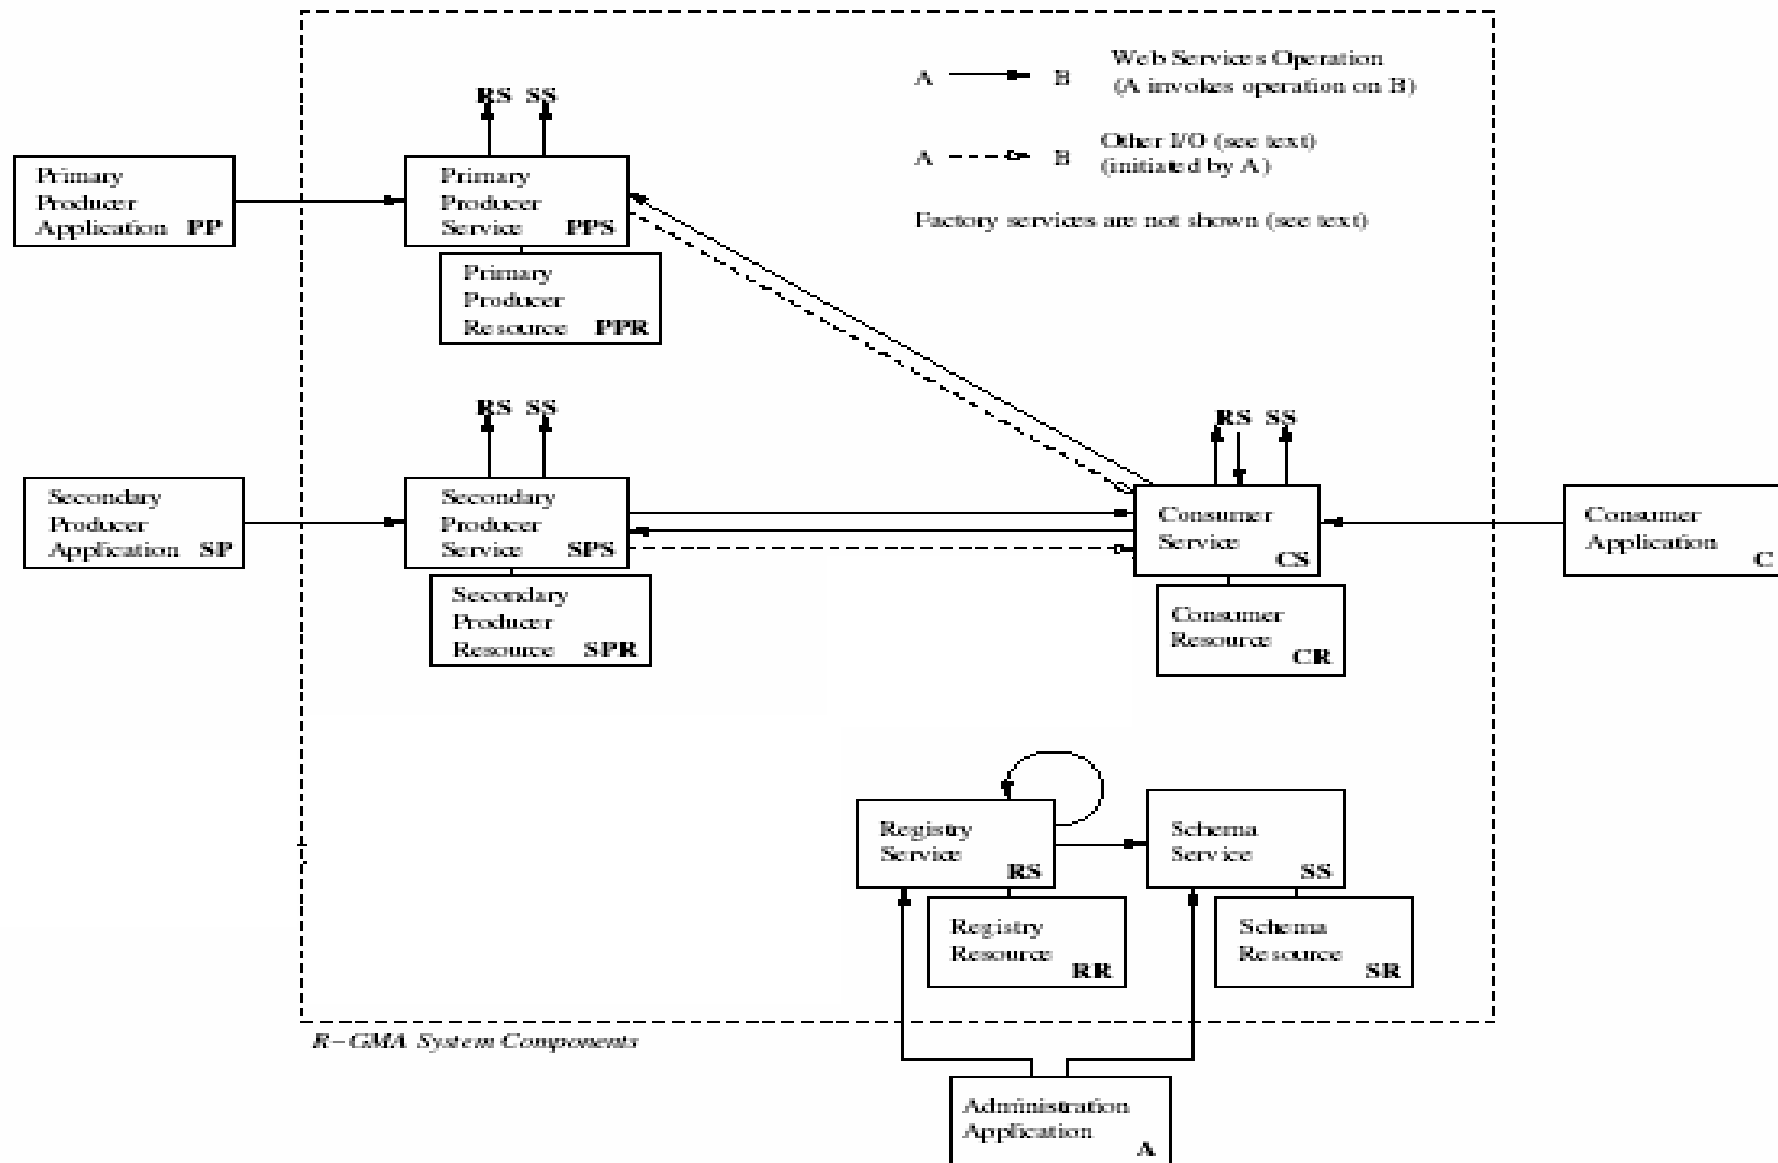 A B Web Services Operation
(A invokes operation on B)
A B Other I/O (see text)
(initiated by A)
Factory services are not shown (see text)
RS SS
Primary
Producer
Application PP
Primary
Producer
Service PPS
Primary
Producer
Resource PPR
RS SS
Secondary
Producer
Application SP
Secondary
Producer
Service SPS
Secondary
Producer
Resource SPR
RS SS
Consumer
Service
CS
Consumer
Resource
CR
Consumer
Application
C
Registry
Service
RS
Registry
Resource
RR
Schema
Service
SS
Schema
Resource
SR
R-GMA System Components
Administration
Application
A